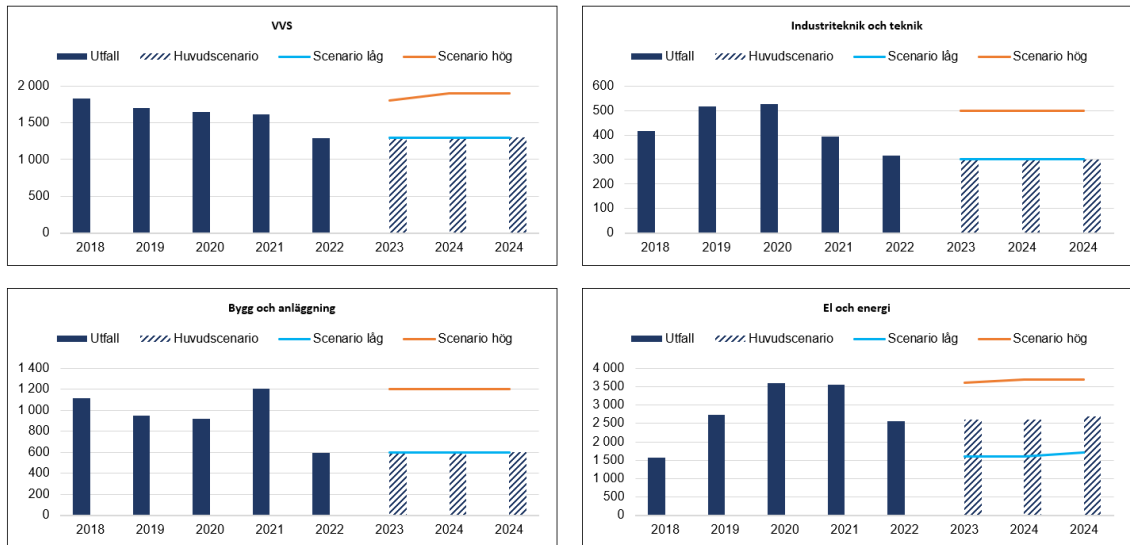 VVS
Utfall Huvudscenario Scenario låg Scenario hög
2 000
1 500
1 000
500
0
2018 2019 2020 2021 2022 2023 2024 2024
Industriteknik och teknik
Utfall Huvudscenario Scenario låg Scenario hög
600
500
400
300
200
100
0
2018 2019 2020 2021 2022 2023 2024 2024
Bygg och anläggning
Utfall Huvudscenario Scenario låg Scenario hög
1 400
1 200
1 000
800
600
400
200
0
2018 2019 2020 2021 2022 2023 2024 2024
El och energi
Utfall Huvudscenario Scenario låg Scenario hög
4 000
3 500
3 000
2 500
2 000
1 500
1 000
500
0
2018 2019 2020 2021 2022 2023 2024 2024